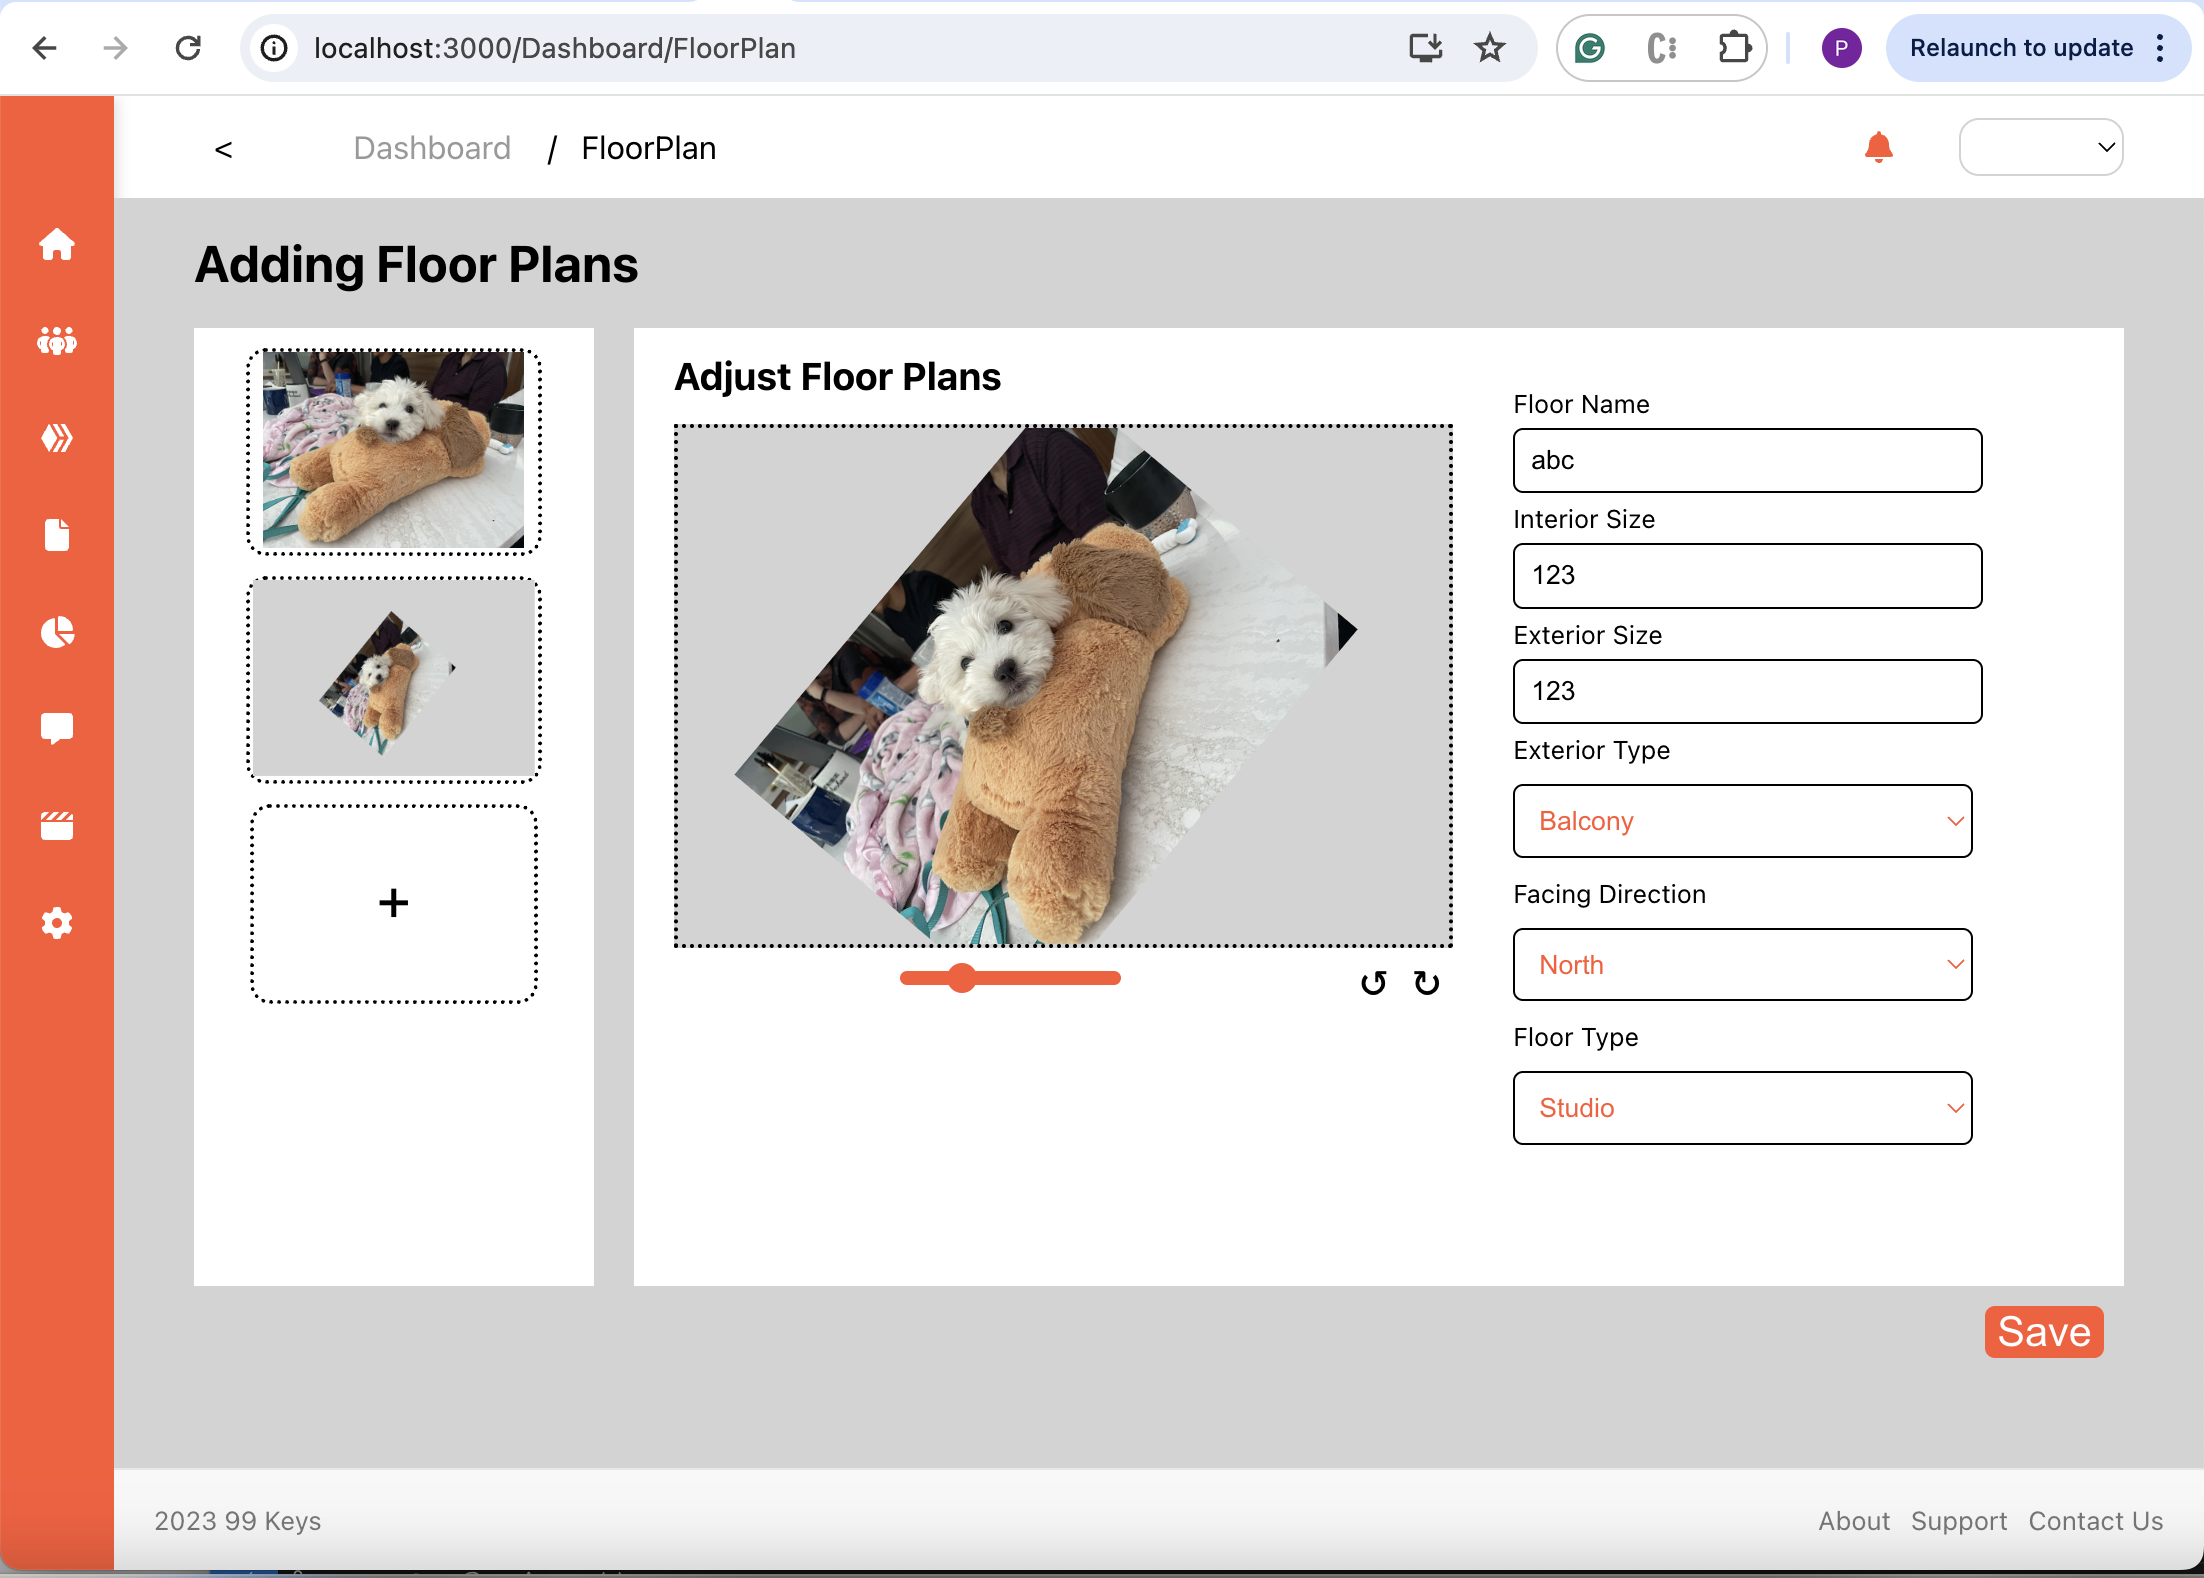 localhost:3000/Dashboard/FloorPlan
P
Relaunch to update
< Dashboard / FloorPlan
Adding Floor Plans
Adjust Floor Plans
Floor Name
abc
Interior Size
123
Exterior Size
123
Exterior Type
Balcony
Facing Direction
North
Floor Type
Studio
+
Save
2023 99 Keys
About Support Contact Us